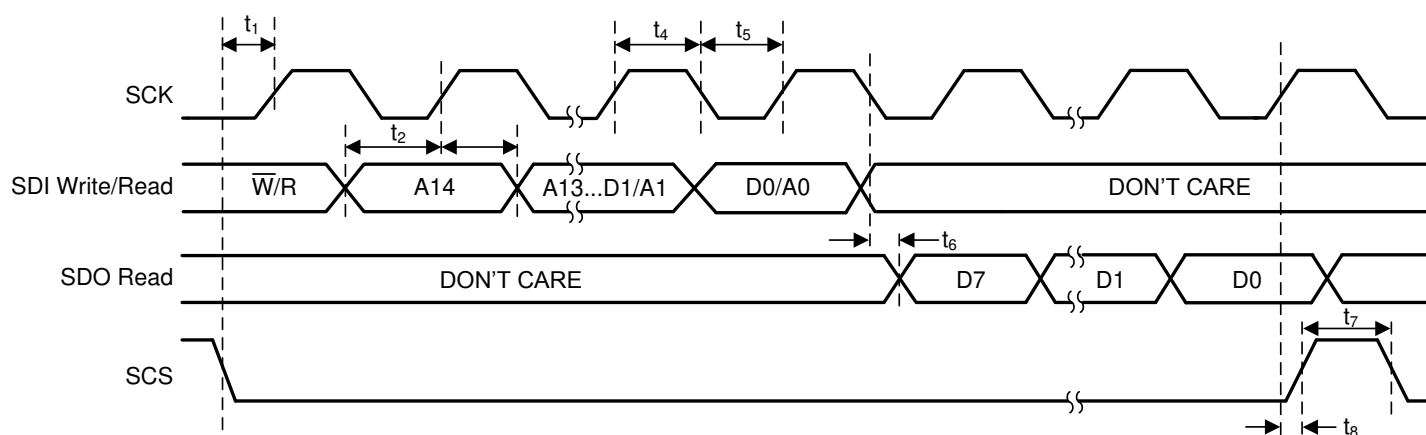 t₁ t₄ t₅
SCK
t₂
SDI Write/Read W̅/R A14 A13...D1/A1 D0/A0 DON'T CARE
t₆
SDO Read DON'T CARE D7 D1 D0
t₇
SCS
t₈